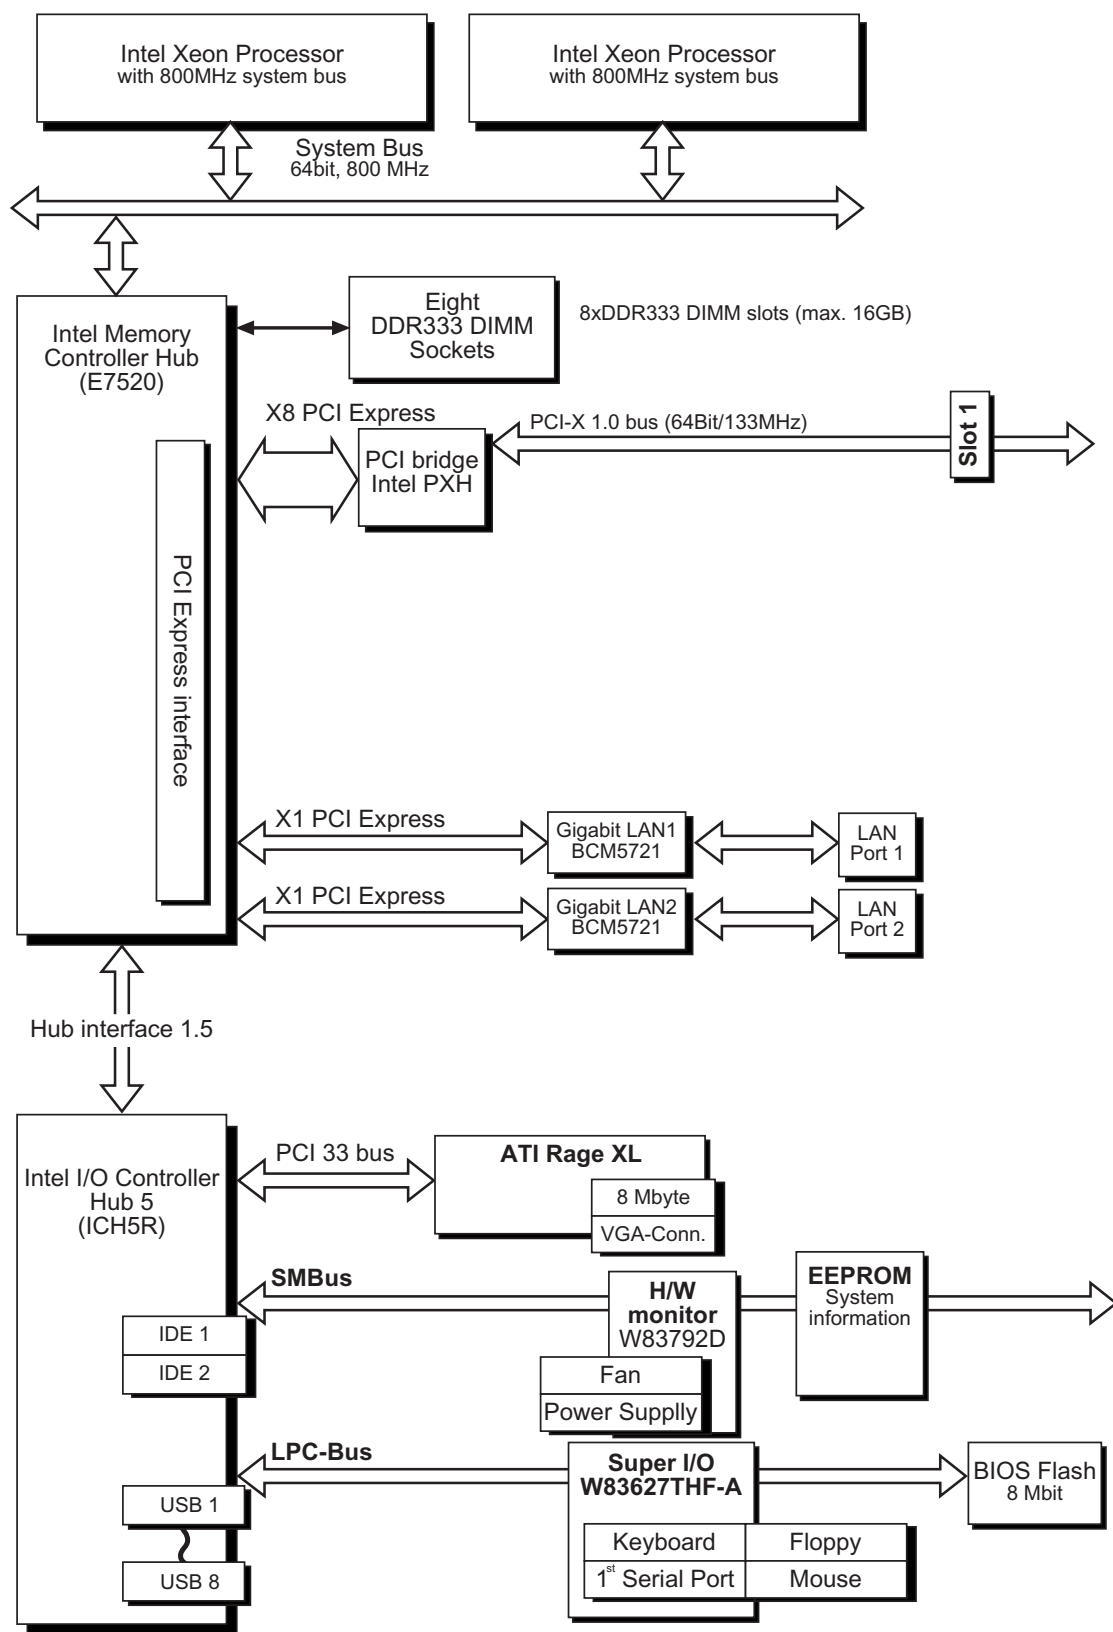 Intel Xeon Processor
with 800MHz system bus
Intel Xeon Processor
with 800MHz system bus
System Bus
64bit, 800 MHz
Intel Memory
Controller Hub
(E7520)
Eight
DDR333 DIMM
Sockets
8xDDR333 DIMM slots (max. 16GB)
X8 PCI Express
PCI bridge
Intel PXH
PCI-X 1.0 bus (64Bit/133MHz)
Slot 1
PCI Express interface
X1 PCI Express
Gigabit LAN1
BCM5721
LAN
Port 1
X1 PCI Express
Gigabit LAN2
BCM5721
LAN
Port 2
Hub interface 1.5
Intel I/O Controller
Hub 5
(ICH5R)
PCI 33 bus
ATI Rage XL
8 Mbyte
VGA-Conn.
SMBus
H/W
monitor
W83792D
Fan
Power Supplly
EEPROM
System
information
IDE 1
IDE 2
LPC-Bus
Super I/O
W83627THF-A
Keyboard
Floppy
1st Serial Port
Mouse
BIOS Flash
8 Mbit
USB 1
USB 8